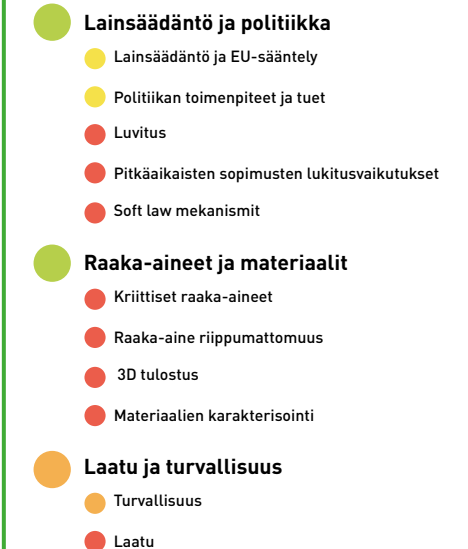 Lainsäädäntö ja politiikka
Lainsäädäntö ja EU-sääntely
Politiikan toimenpiteet ja tuet
Luvitus
Pitkäaikaisten sopimusten lukitusvaikutukset
Soft law mekanismit
Raaka-aineet ja materiaalit
Kriittiset raaka-aineet
Raaka-aine riippumattomuus
3D tulostus
Materiaalien karakterisointi
Laatu ja turvallisuus
Turvallisuus
Laatu